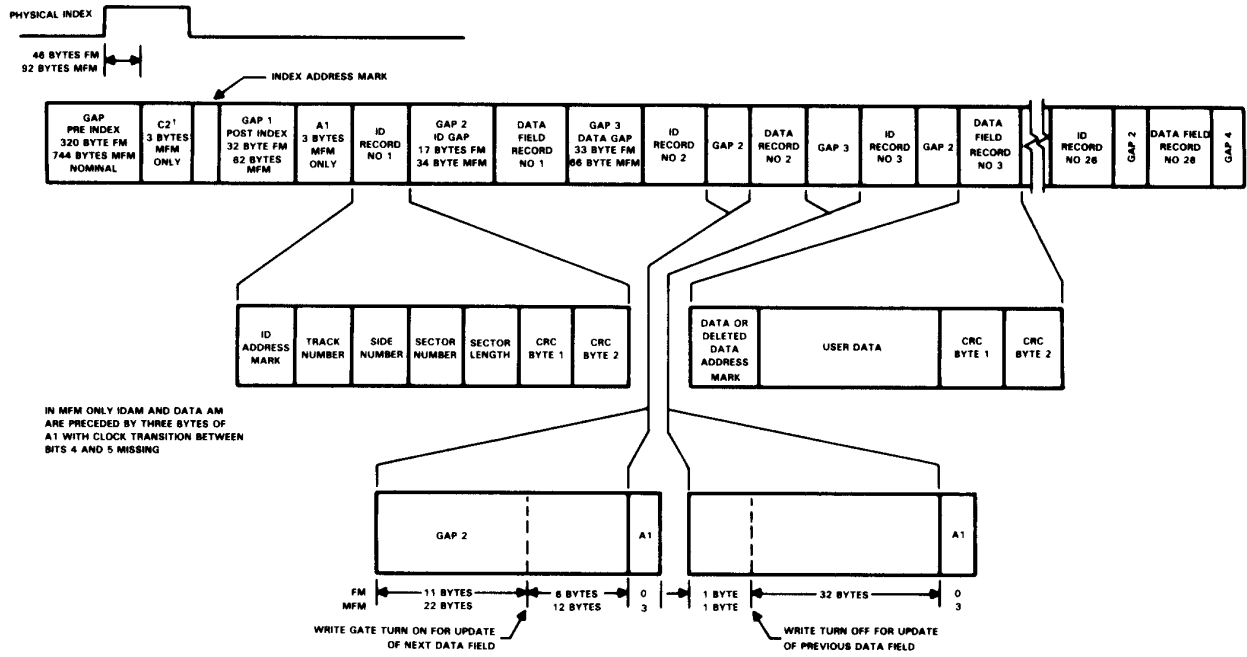 PHYSICAL INDEX
46 BYTES FM
92 BYTES MFM
INDEX ADDRESS MARK
GAP
PRE INDEX
320 BYTE FM
744 BYTES MFM
NOMINAL
C2†
3 BYTES
MFM
ONLY
GAP 1
POST INDEX
32 BYTE FM
62 BYTES
MFM
A1
3 BYTES
MFM
ONLY
ID
RECORD
NO 1
GAP 2
ID GAP
17 BYTES FM
34 BYTE MFM
DATA
FIELD
RECORD
NO 1
GAP 3
DATA GAP
33 BYTE FM
66 BYTE MFM
ID
RECORD
NO 2
GAP 2
DATA
RECORD
NO 2
GAP 3
ID
RECORD
NO 3
GAP 2
DATA
FIELD
RECORD
NO 3
ID
RECORD
NO 26
GAP 2
DATA FIELD
RECORD
NO 26
GAP 4
ID
ADDRESS
MARK
TRACK
NUMBER
SIDE
NUMBER
SECTOR
NUMBER
SECTOR
LENGTH
CRC
BYTE 1
CRC
BYTE 2
DATA OR
DELETED
DATA
ADDRESS
MARK
USER DATA
CRC
BYTE 1
CRC
BYTE 2
IN MFM ONLY IDAM AND DATA AM
ARE PRECEDED BY THREE BYTES OF
A1 WITH CLOCK TRANSITION BETWEEN
BITS 4 AND 5 MISSING
GAP 2
A1
A1
FM 11 BYTES 6 BYTES 0 1 BYTE 32 BYTES 0
MFM 22 BYTES 12 BYTES 3 1 BYTE 3
WRITE GATE TURN ON FOR UPDATE
OF NEXT DATA FIELD
WRITE TURN OFF FOR UPDATE
OF PREVIOUS DATA FIELD